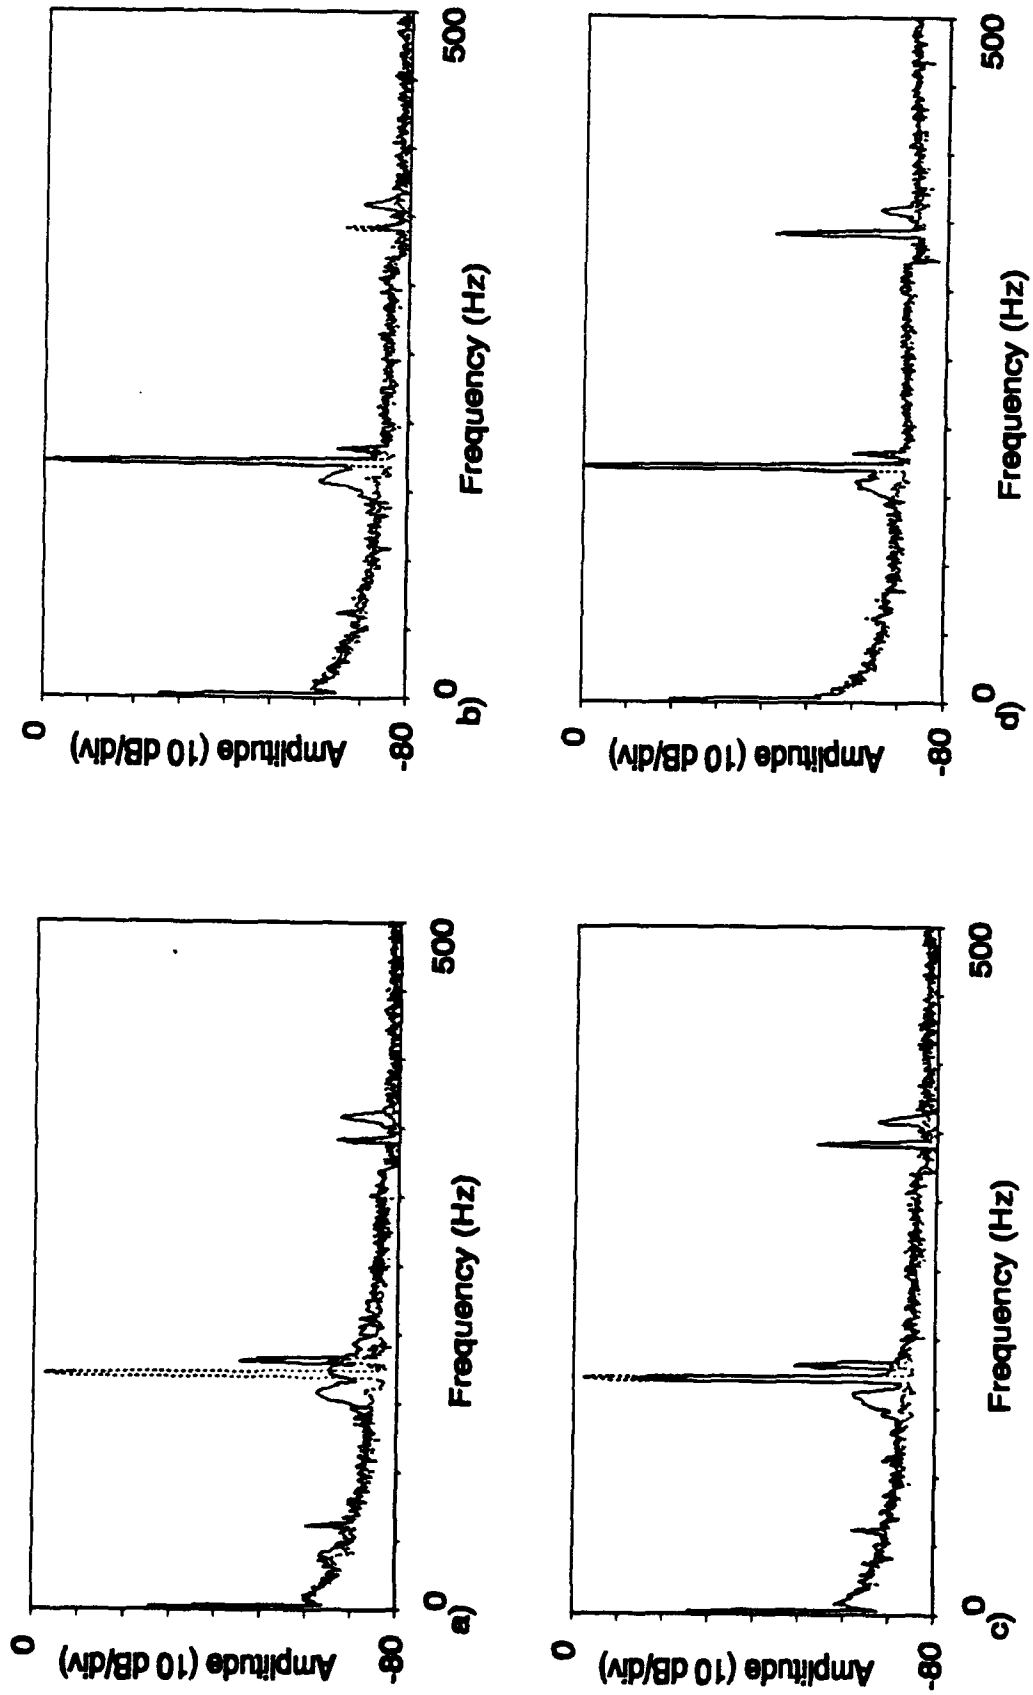 0
Amplitude (10 dB/div)
-80
0
500
Frequency (Hz)
a)
0
Amplitude (10 dB/div)
-80
0
500
Frequency (Hz)
b)
0
Amplitude (10 dB/div)
-80
0
500
Frequency (Hz)
c)
0
Amplitude (10 dB/div)
-80
0
500
Frequency (Hz)
d)